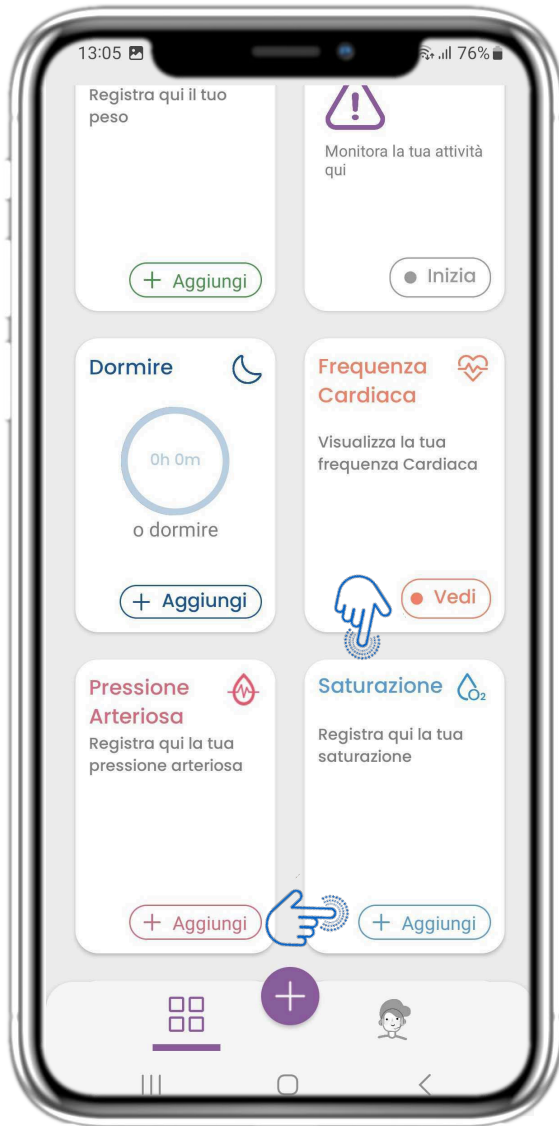 13:05 76%
Registra qui il tuo
peso
Monitora la tua attività
qui
+ Aggiungi
Inizia
Dormire
0h 0m
o dormire
+ Aggiungi
Frequenza
Cardiaca
Visualizza la tua
frequenza Cardiaca
Vedi
Pressione
Arteriosa
Registra qui la tua
pressione arteriosa
+ Aggiungi
Saturazione O₂
Registra qui la tua
saturazione
+ Aggiungi